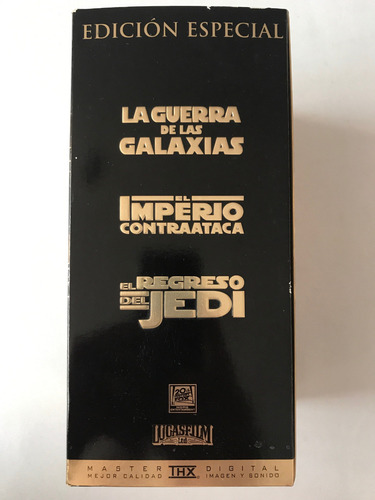 EDICIÓN ESPECIAL
LA GUERRA
DE LAS
GALAXIAS
EL
IMPERIO
CONTRAATACA
EL REGRESO
DEL JEDI
LUCASFILM
Ltd
MASTER THX DIGITAL
MEJOR CALIDAD IMAGEN Y SONIDO